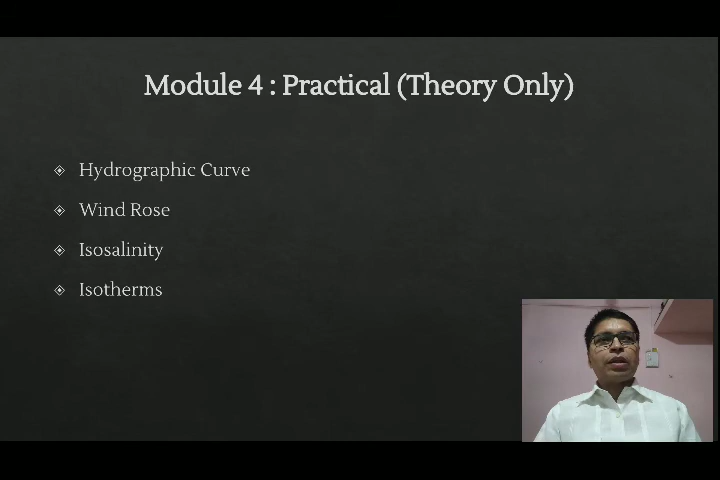 Module 4 : Practical (Theory Only)
Hydrographic Curve
Wind Rose
Isosalinity
Isotherms